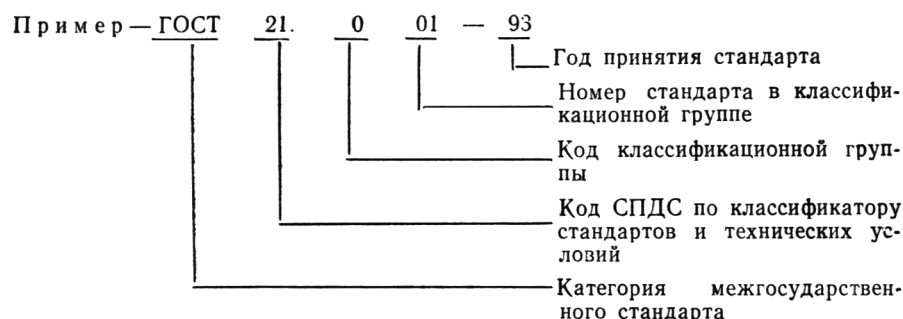 Пример — ГОСТ 21. 0 01 — 93
Год принятия стандарта
Номер стандарта в классифи-
кационной группе
Код классификационной груп-
пы
Код СПДС по классификатору
стандартов и технических ус-
ловий
Категория межгосударствен-
ного стандарта